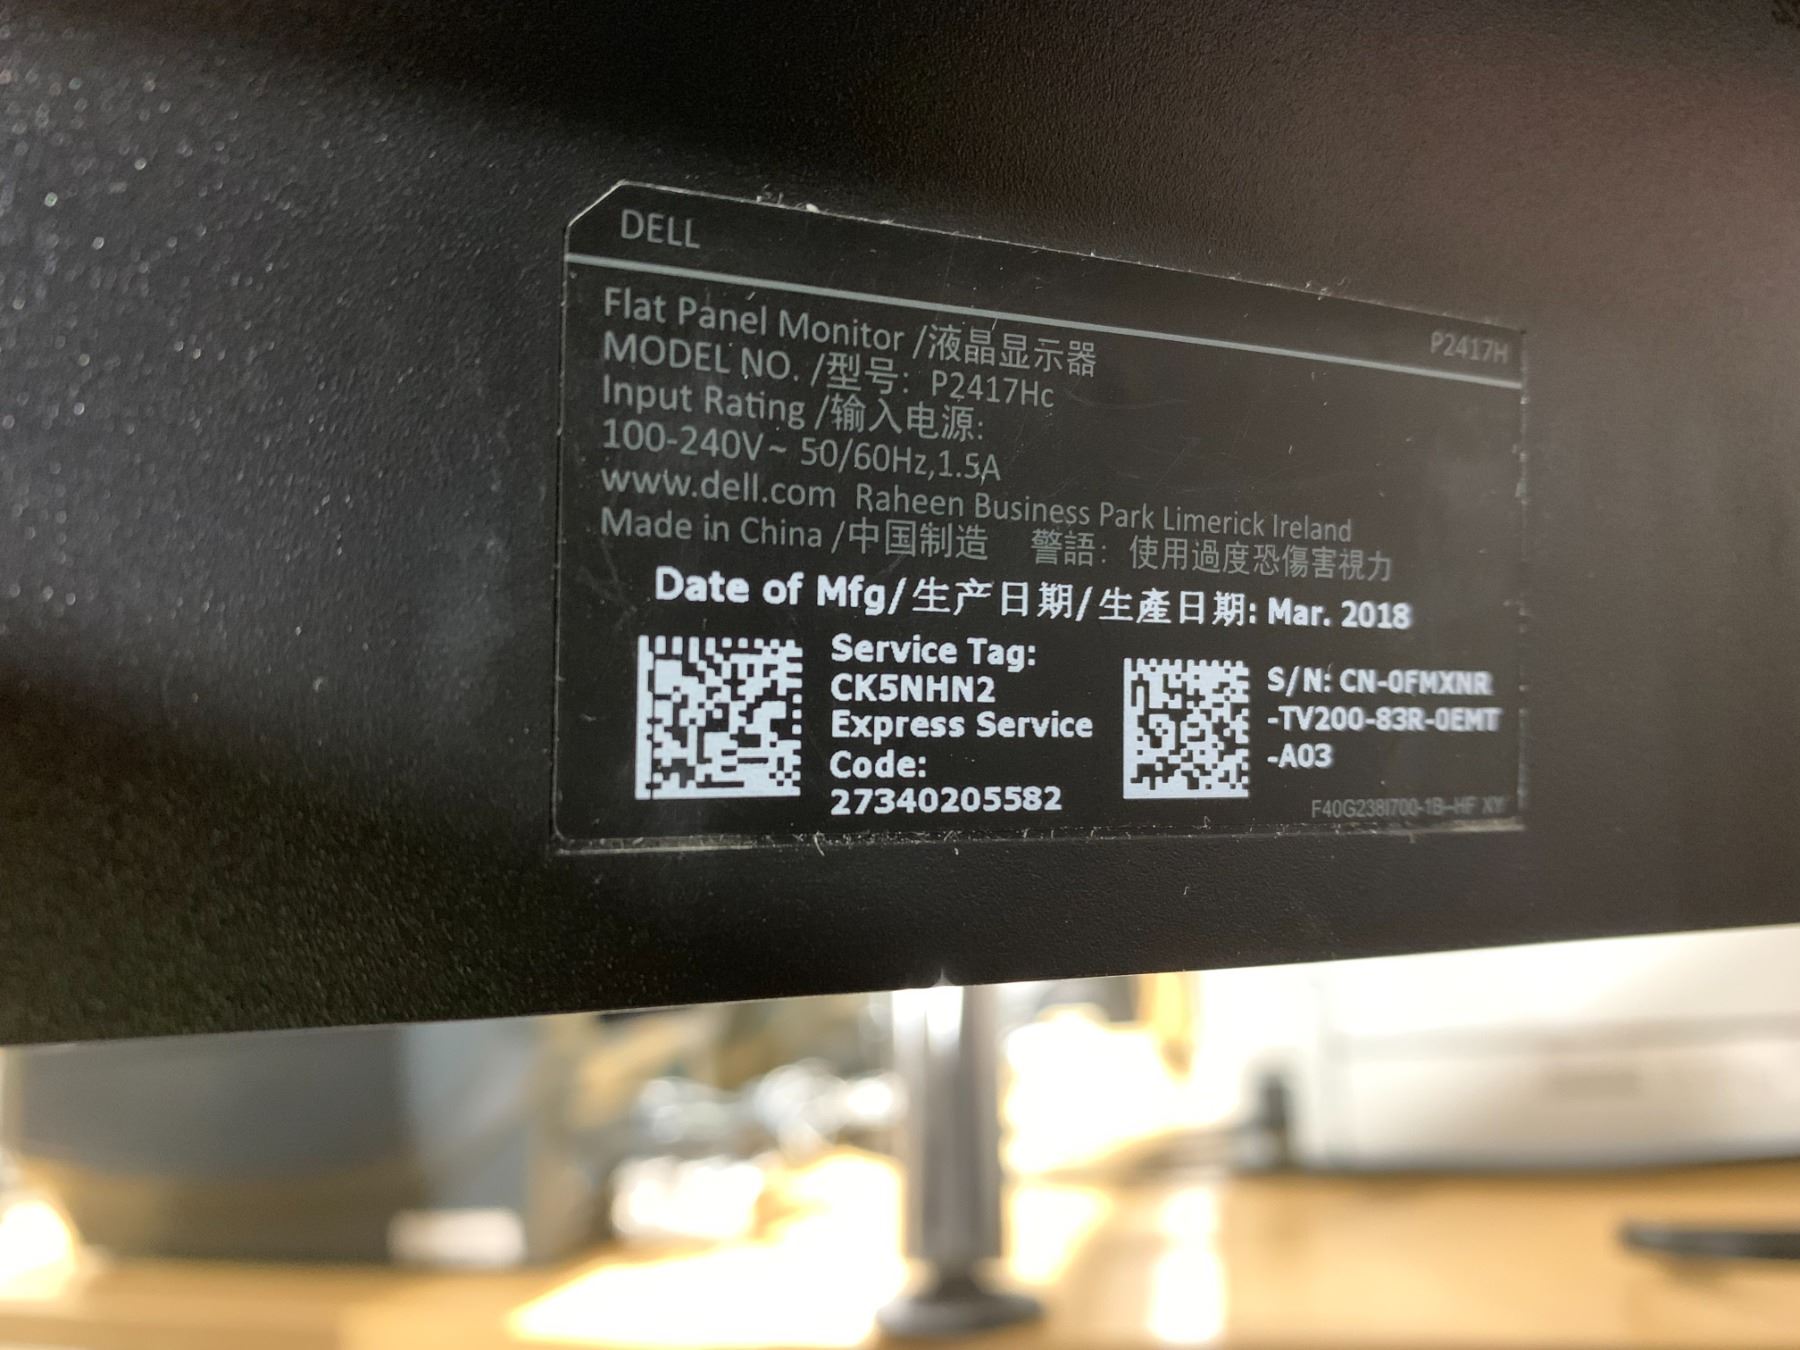 DELL
P2417H
Flat Panel Monitor /液晶显示器
MODEL NO. /型号: P2417Hc
Input Rating /输入电源:
100-240V~ 50/60Hz,1.5A
www.dell.com Raheen Business Park Limerick Ireland
Made in China /中国制造 警語: 使用過度恐傷害視力
Date of Mfg/生产日期/生產日期: Mar. 2018
Service Tag:
CK5NHN2
Express Service
Code:
27340205582
S/N: CN-0FMXNR
-TV200-83R-0EMT
-A03
F40G238I700-1B--HF XY